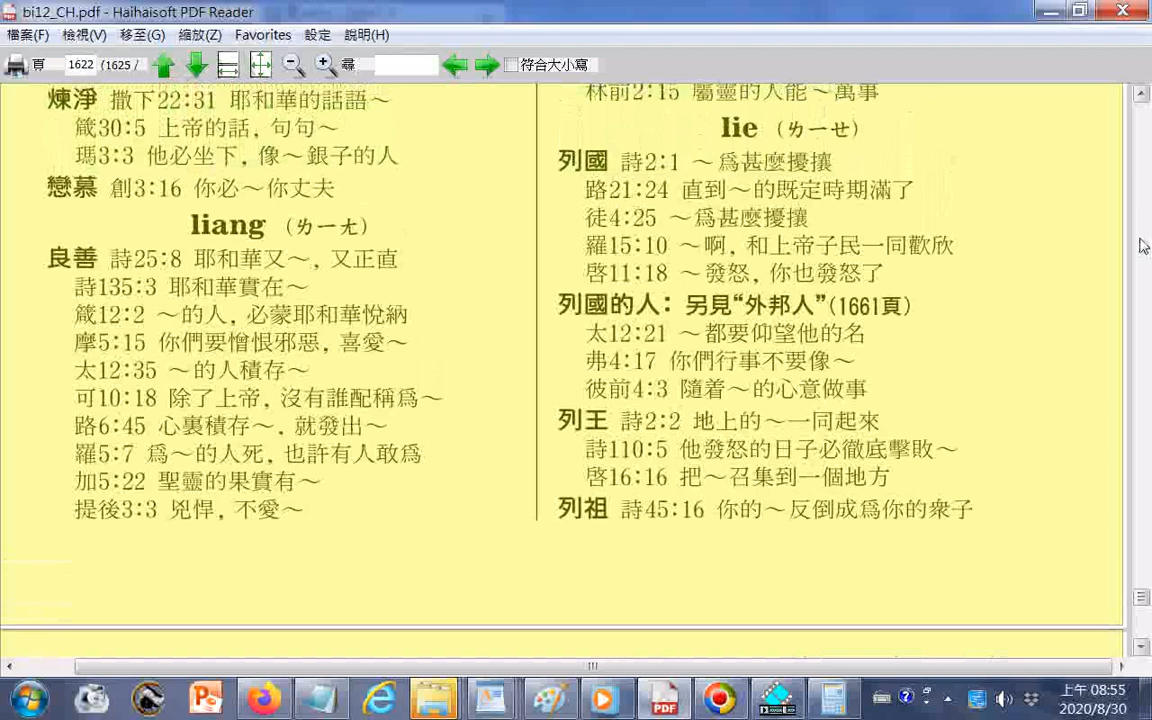 bi12_CH.pdf - Haihaisoft PDF Reader
檔案(F) 檢視(V) 移至(G) 縮放(Z) Favorites 設定 說明(H)
頁 1622 (1625 / 尋 符合大小寫
煉淨 撒下22:31 耶和華的話語～
箴30:5 上帝的話, 句句～
瑪3:3 他必坐下, 像～銀子的人
戀慕 創3:16 你必～你丈夫
liang (ㄌㄧㄤ)
良善 詩25:8 耶和華又～, 又正直
詩135:3 耶和華實在～
箴12:2 ～的人, 必蒙耶和華悅納
摩5:15 你們要憎恨邪惡, 喜愛～
太12:35 ～的人積存～
可10:18 除了上帝, 沒有誰配稱爲～
路6:45 心裏積存～, 就發出～
羅5:7 爲～的人死, 也許有人敢爲
加5:22 聖靈的果實有～
提後3:3 兇悍, 不愛～
林前2:15 屬靈的人能～萬事
lie (ㄌㄧㄝ)
列國 詩2:1 ～爲甚麼擾攘
路21:24 直到～的既定時期滿了
徒4:25 ～爲甚麼擾攘
羅15:10 ～啊, 和上帝子民一同歡欣
啓11:18 ～發怒, 你也發怒了
列國的人: 另見“外邦人”(1661頁)
太12:21 ～都要仰望他的名
弗4:17 你們行事不要像～
彼前4:3 隨着～的心意做事
列王 詩2:2 地上的～一同起來
詩110:5 他發怒的日子必徹底擊敗～
啓16:16 把～召集到一個地方
列祖 詩45:16 你的～反倒成爲你的衆子
上午 08:55
2020/8/30